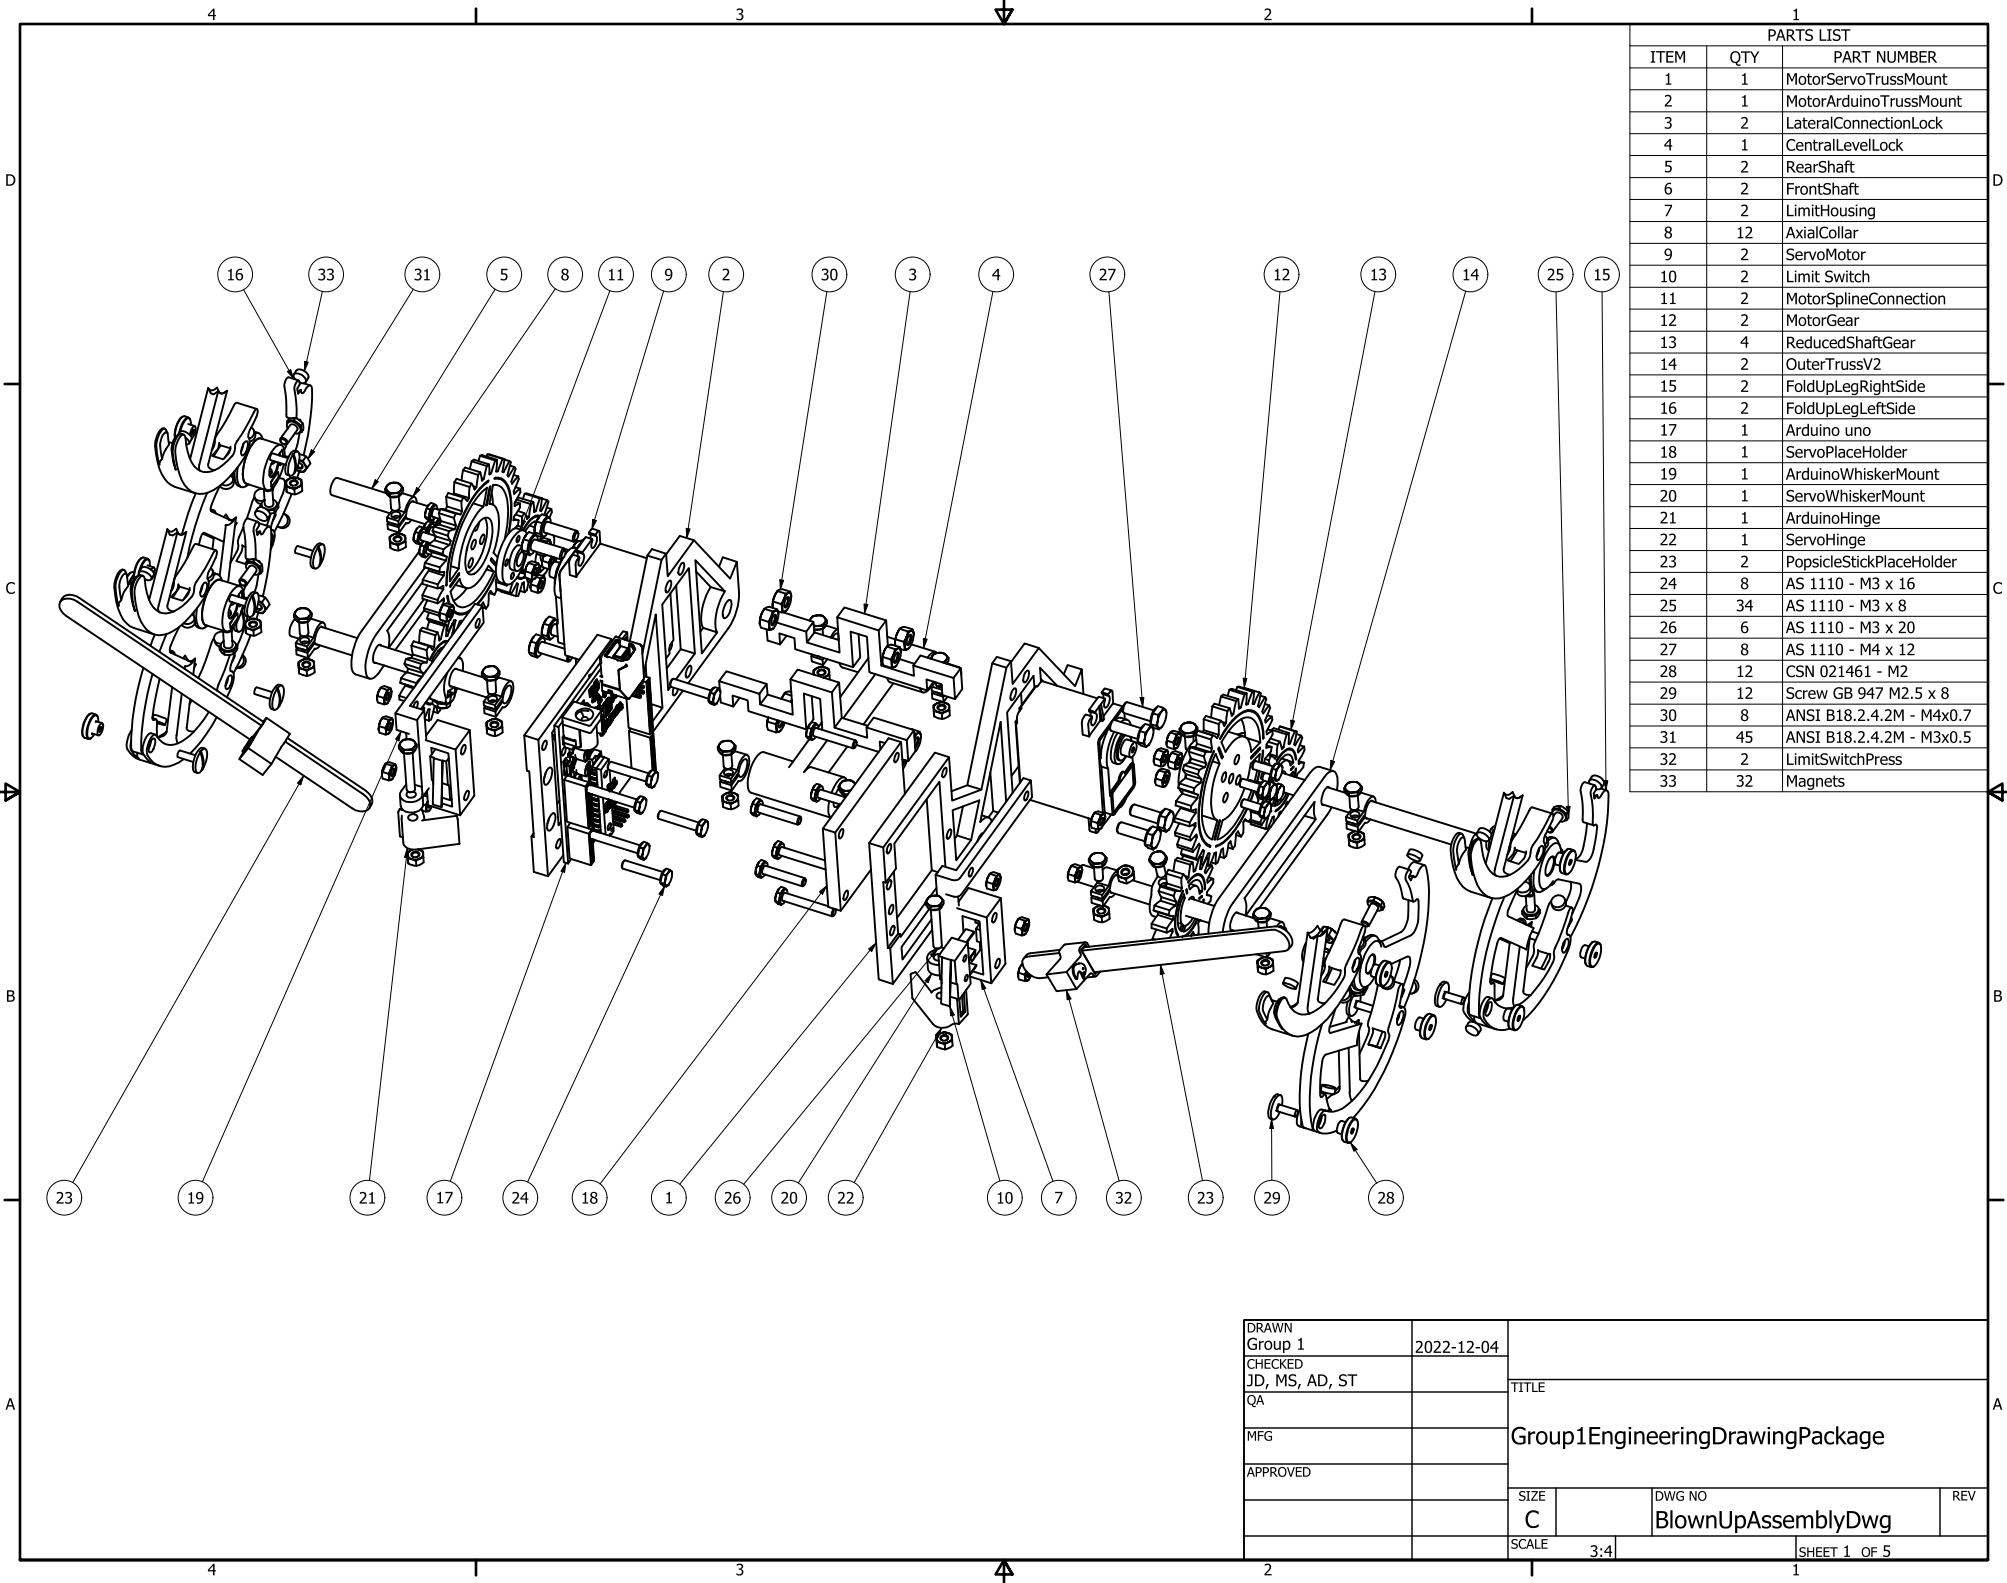 4 3 2 1
PARTS LIST
ITEM QTY PART NUMBER
1 1 MotorServoTrussMount
2 1 MotorArduinoTrussMount
3 2 LateralConnectionLock
4 1 CentralLevelLock
5 2 RearShaft
6 2 FrontShaft
7 2 LimitHousing
8 12 AxialCollar
9 2 ServoMotor
10 2 Limit Switch
11 2 MotorSplineConnection
12 2 MotorGear
13 4 ReducedShaftGear
14 2 OuterTrussV2
15 2 FoldUpLegRightSide
16 2 FoldUpLegLeftSide
17 1 Arduino uno
18 1 ServoPlaceHolder
19 1 ArduinoWhiskerMount
20 1 ServoWhiskerMount
21 1 ArduinoHinge
22 1 ServoHinge
23 2 PopsicleStickPlaceHolder
24 8 AS 1110 - M3 x 16
25 34 AS 1110 - M3 x 8
26 6 AS 1110 - M3 x 20
27 8 AS 1110 - M4 x 12
28 12 CSN 021461 - M2
29 12 Screw GB 947 M2.5 x 8
30 8 ANSI B18.2.4.2M - M4x0.7
31 45 ANSI B18.2.4.2M - M3x0.5
32 2 LimitSwitchPress
33 32 Magnets
D D
16 33 31 5 8 11 9 2 30 3 4 27 12 13 14 25 15
C C
B B
23 19 21 17 24 18 1 26 20 22 10 7 32 23 29 28
A A
DRAWN
Group 1 2022-12-04
CHECKED
JD, MS, AD, ST
QA
MFG
APPROVED
TITLE
Group1EngineeringDrawingPackage
SIZE
C
DWG NO
BlownUpAssemblyDwg
REV
SCALE 3:4
SHEET 1 OF 5
4 3 2 1